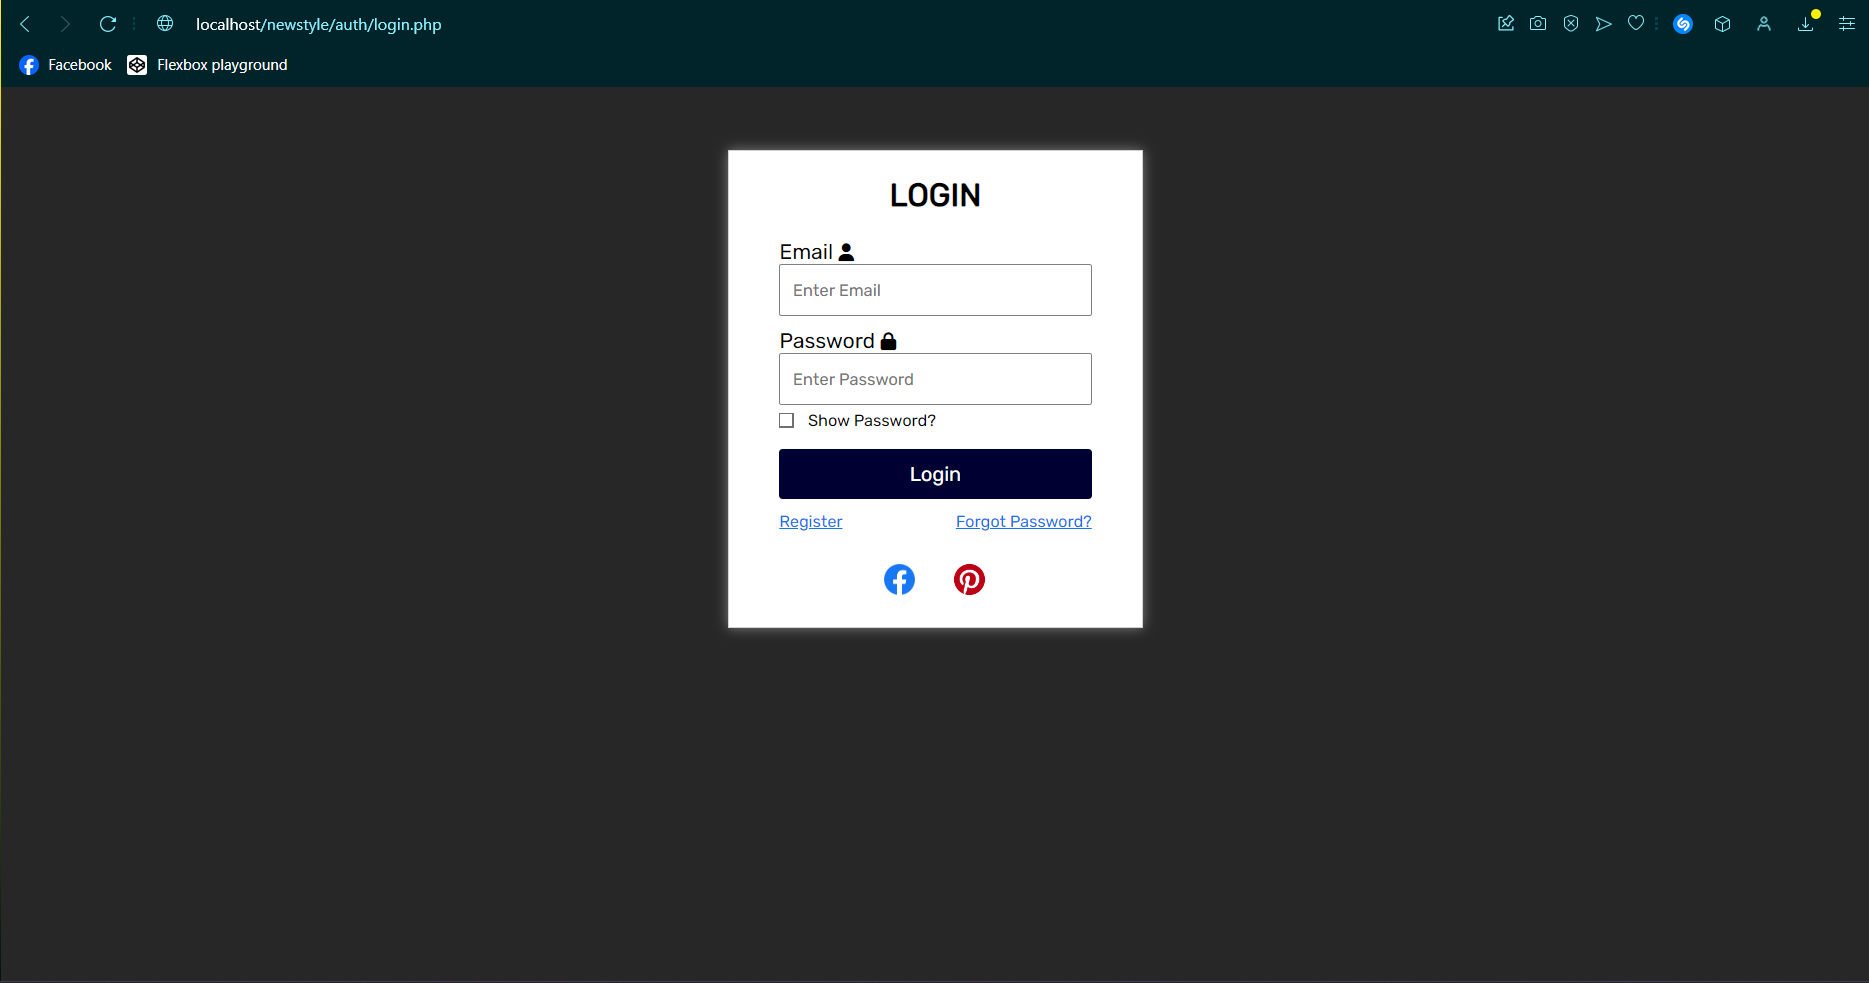 localhost/newstyle/auth/login.php
Facebook Flexbox playground
LOGIN
Email
Enter Email
Password
Enter Password
Show Password?
Login
Register Forgot Password?